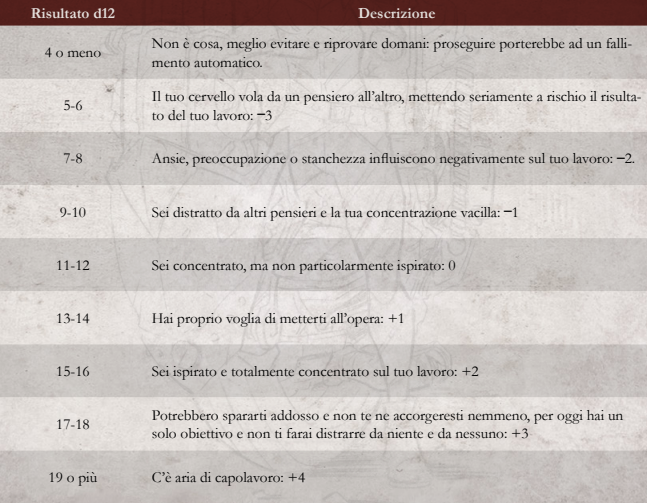 Risultato d12 Descrizione
4 o meno Non è cosa, meglio evitare e riprovare domani: proseguire porterebbe ad un falli-
mento automatico.
5-6 Il tuo cervello vola da un pensiero all'altro, mettendo seriamente a rischio il risulta-
to del tuo lavoro: −3
7-8 Ansie, preoccupazione o stanchezza influiscono negativamente sul tuo lavoro: −2.
9-10 Sei distratto da altri pensieri e la tua concentrazione vacilla: −1
11-12 Sei concentrato, ma non particolarmente ispirato: 0
13-14 Hai proprio voglia di metterti all'opera: +1
15-16 Sei ispirato e totalmente concentrato sul tuo lavoro: +2
17-18 Potrebbero spararti addosso e non te ne accorgeresti nemmeno, per oggi hai un
solo obiettivo e non ti farai distrarre da niente e da nessuno: +3
19 o più C'è aria di capolavoro: +4